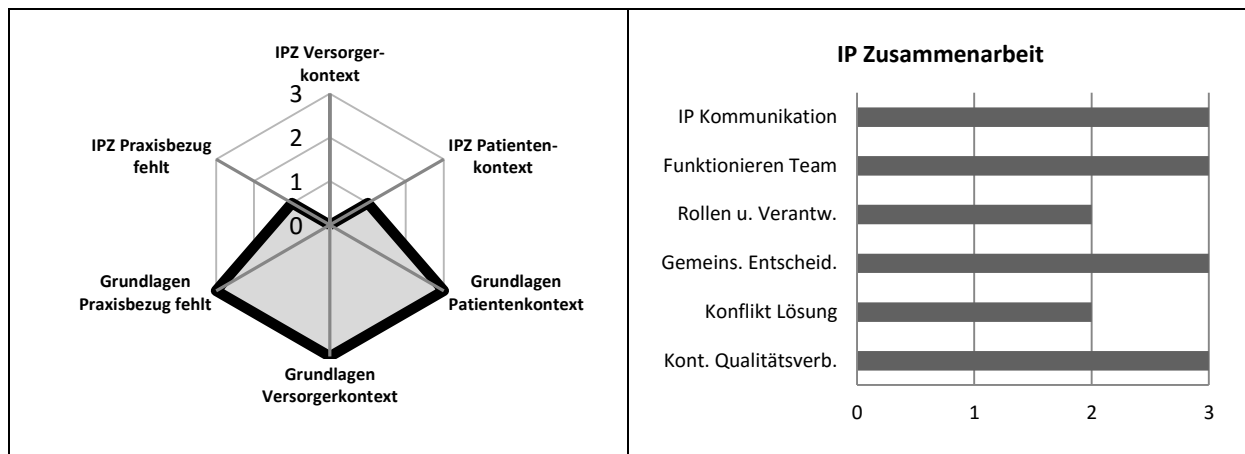 IPZ Versorger-
kontext
3
2
1
0
IPZ Praxisbezug
fehlt
IPZ Patienten-
kontext
Grundlagen
Praxisbezug fehlt
Grundlagen
Patientenkontext
Grundlagen
Versorgerkontext
IP Zusammenarbeit
IP Kommunikation
Funktionieren Team
Rollen u. Verantw.
Gemeins. Entscheid.
Konflikt Lösung
Kont. Qualitätsverb.
0 1 2 3